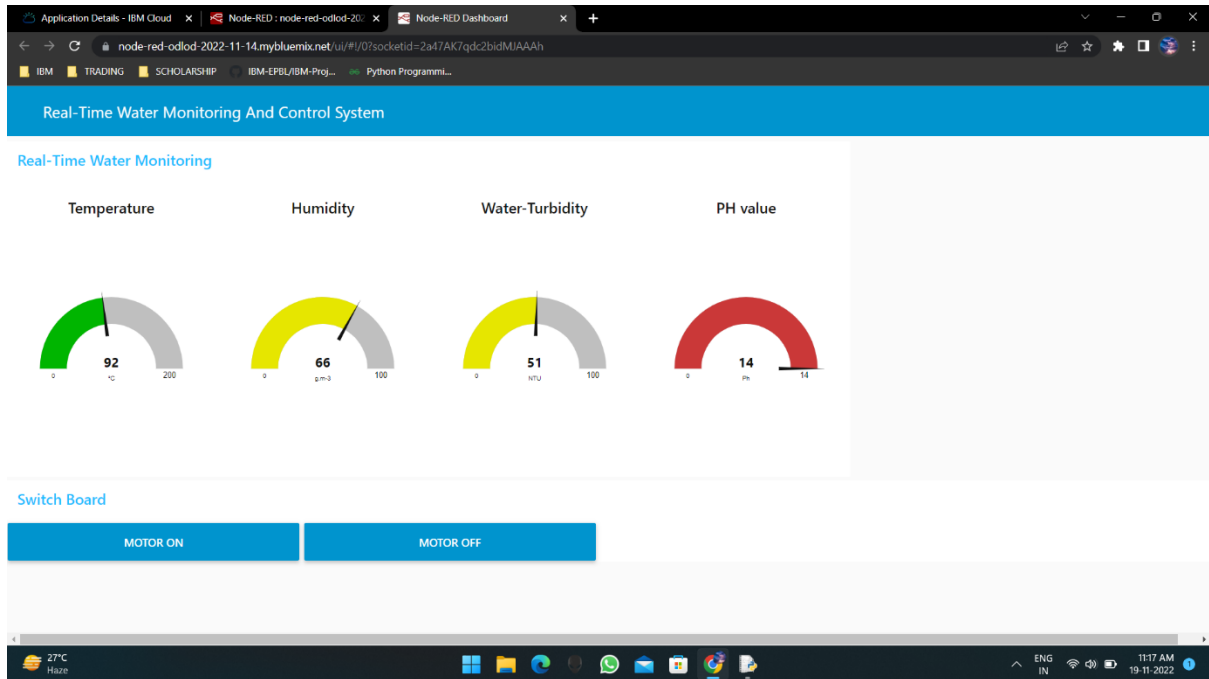 Application Details - IBM Cloud
Node-RED : node-red-odlod-202
Node-RED Dashboard
node-red-odlod-2022-11-14.mybluemix.net/ui/#!/0?socketid=2a47AK7qdc2bidMJAAAh
IBM TRADING SCHOLARSHIP IBM-EPBL/IBM-Proj... Python Programmi...
Real-Time Water Monitoring And Control System
Real-Time Water Monitoring
Temperature Humidity Water-Turbidity PH value
92 66 51 14
0 °C 200 0 g.m-3 100 0 NTU 100 0 Ph 14
Switch Board
MOTOR ON MOTOR OFF
27°C
Haze
ENG
IN
11:17 AM
19-11-2022
1